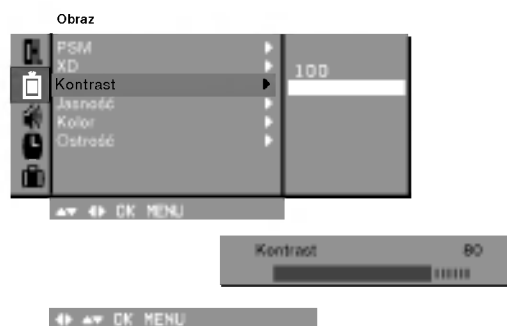 Obraz
PSM
XD
Kontrast
100
Jasność
Kolor
Ostrość
OK MENU
Kontrast 80
OK MENU